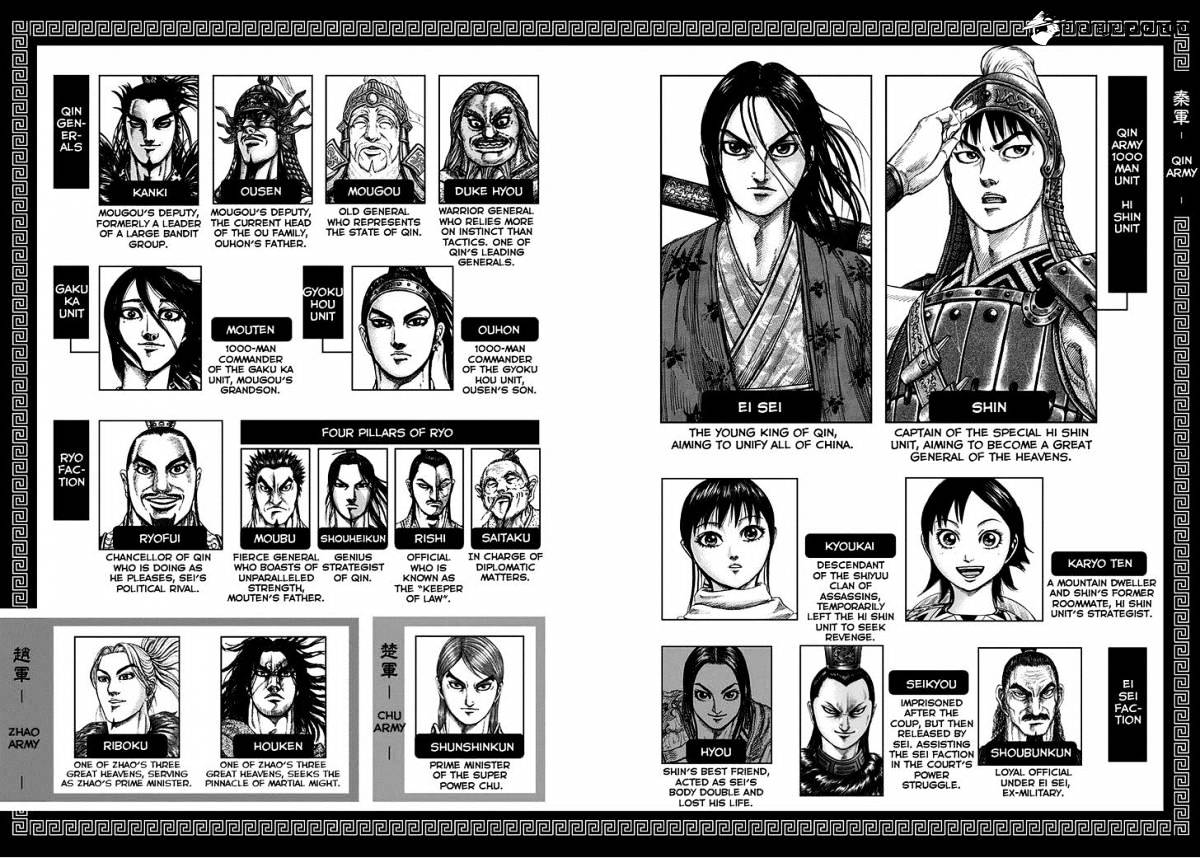 QIN
GEN-
ER-
ALS
KANKI
MOUGOU'S DEPUTY,
FORMERLY A LEADER
OF A LARGE BANDIT
GROUP.
OUSEN
MOUGOU'S DEPUTY,
THE CURRENT HEAD
OF THE OU FAMILY,
OUHON'S FATHER.
MOUGOU
OLD GENERAL
WHO REPRESENTS
THE STATE OF QIN.
DUKE HYOU
WARRIOR GENERAL
WHO RELIES MORE
ON INSTINCT THAN
TACTICS. ONE OF
QIN'S LEADING
GENERALS.
GAKU
KA
UNIT
MOUTEN
1000-MAN
COMMANDER
OF THE GAKU KA
UNIT, MOUGOU'S
GRANDSON.
GYOKU
HOU
UNIT
OUHON
1000-MAN
COMMANDER
OF THE GYOKU
HOU UNIT,
OUSEN'S SON.
RYO
FAC-
TION
RYOFUI
CHANCELLOR OF QIN
WHO IS DOING AS
HE PLEASES, SEI'S
POLITICAL RIVAL.
FOUR PILLARS OF RYO
MOUBU
FIERCE GENERAL
WHO BOASTS OF
UNPARALLELED
STRENGTH,
MOUTEN'S FATHER.
SHOUHEIKUN
GENIUS
STRATEGIST
OF QIN.
RISHI
OFFICIAL
WHO IS
KNOWN AS
THE "KEEPER
OF LAW".
SAITAKU
IN CHARGE OF
DIPLOMATIC
MATTERS.
趙軍
ZHAO
ARMY
RIBOKU
ONE OF ZHAO'S THREE
GREAT HEAVENS, SERVING
AS ZHAO'S PRIME MINISTER.
HOUKEN
ONE OF ZHAO'S THREE
GREAT HEAVENS, SEEKS THE
PINNACLE OF MARTIAL MIGHT.
楚軍
CHU
ARMY
SHUNSHINKUN
PRIME MINISTER
OF THE SUPER
POWER CHU.
秦軍
QIN
ARMY
QIN
ARMY
1000
MAN
UNIT
HI
SHIN
UNIT
EI SEI
THE YOUNG KING OF QIN,
AIMING TO UNIFY ALL OF CHINA.
SHIN
CAPTAIN OF THE SPECIAL HI SHIN
UNIT, AIMING TO BECOME A GREAT
GENERAL OF THE HEAVENS.
KYOUKAI
DESCENDANT
OF THE SHIYUU
CLAN OF
ASSASSINS,
TEMPORARILY
LEFT THE HI SHIN
UNIT TO SEEK
REVENGE.
KARYO TEN
A MOUNTAIN DWELLER
AND SHIN'S FORMER
ROOMMATE, HI SHIN
UNIT'S STRATEGIST.
HYOU
SHIN'S BEST FRIEND,
ACTED AS SEI'S
BODY DOUBLE AND
LOST HIS LIFE.
SEIKYOU
IMPRISONED
AFTER THE
COUP, BUT THEN
RELEASED BY
SEI. ASSISTING
THE SEI FACTION
IN THE COURT'S
POWER
STRUGGLE.
SHOUBUNKUN
LOYAL OFFICIAL
UNDER EI SEI,
EX-MILITARY.
EI
SEI
FAC-
TION